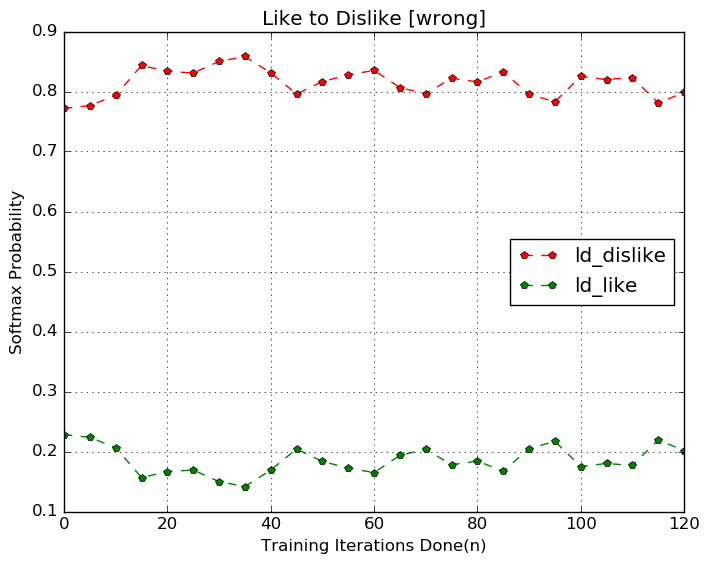 Like to Dislike [wrong]
0.9
0.8
0.7
0.6
0.5
0.4
0.3
0.2
0.1
Softmax Probability
ld_dislike
ld_like
0 20 40 60 80 100 120
Training Iterations Done(n)